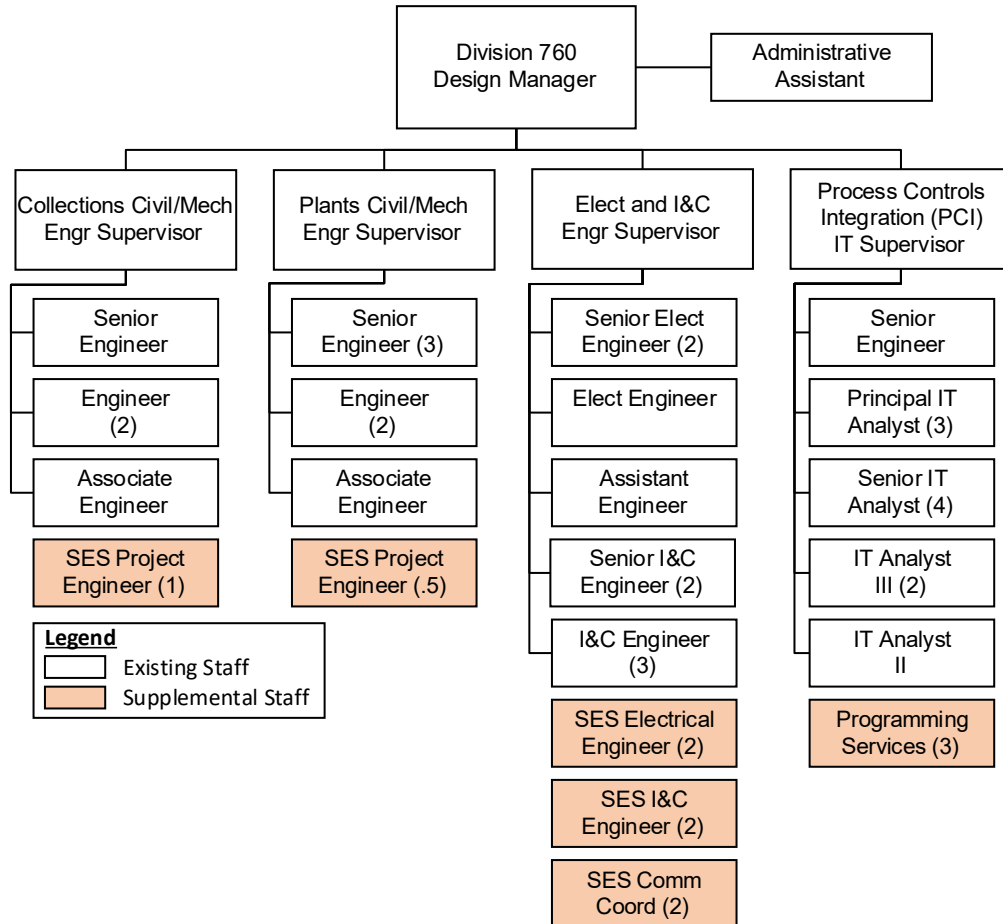 Division 760
Design Manager
Administrative
Assistant
Collections Civil/Mech
Engr Supervisor
Senior
Engineer
Engineer
(2)
Associate
Engineer
SES Project
Engineer (1)
Plants Civil/Mech
Engr Supervisor
Senior
Engineer (3)
Engineer
(2)
Associate
Engineer
SES Project
Engineer (.5)
Elect and I&C
Engr Supervisor
Senior Elect
Engineer (2)
Elect Engineer
Assistant
Engineer
Senior I&C
Engineer (2)
I&C Engineer
(3)
SES Electrical
Engineer (2)
SES I&C
Engineer (2)
SES Comm
Coord (2)
Process Controls
Integration (PCI)
IT Supervisor
Senior
Engineer
Principal IT
Analyst (3)
Senior IT
Analyst (4)
IT Analyst
III (2)
IT Analyst
II
Programming
Services (3)
Legend
Existing Staff
Supplemental Staff